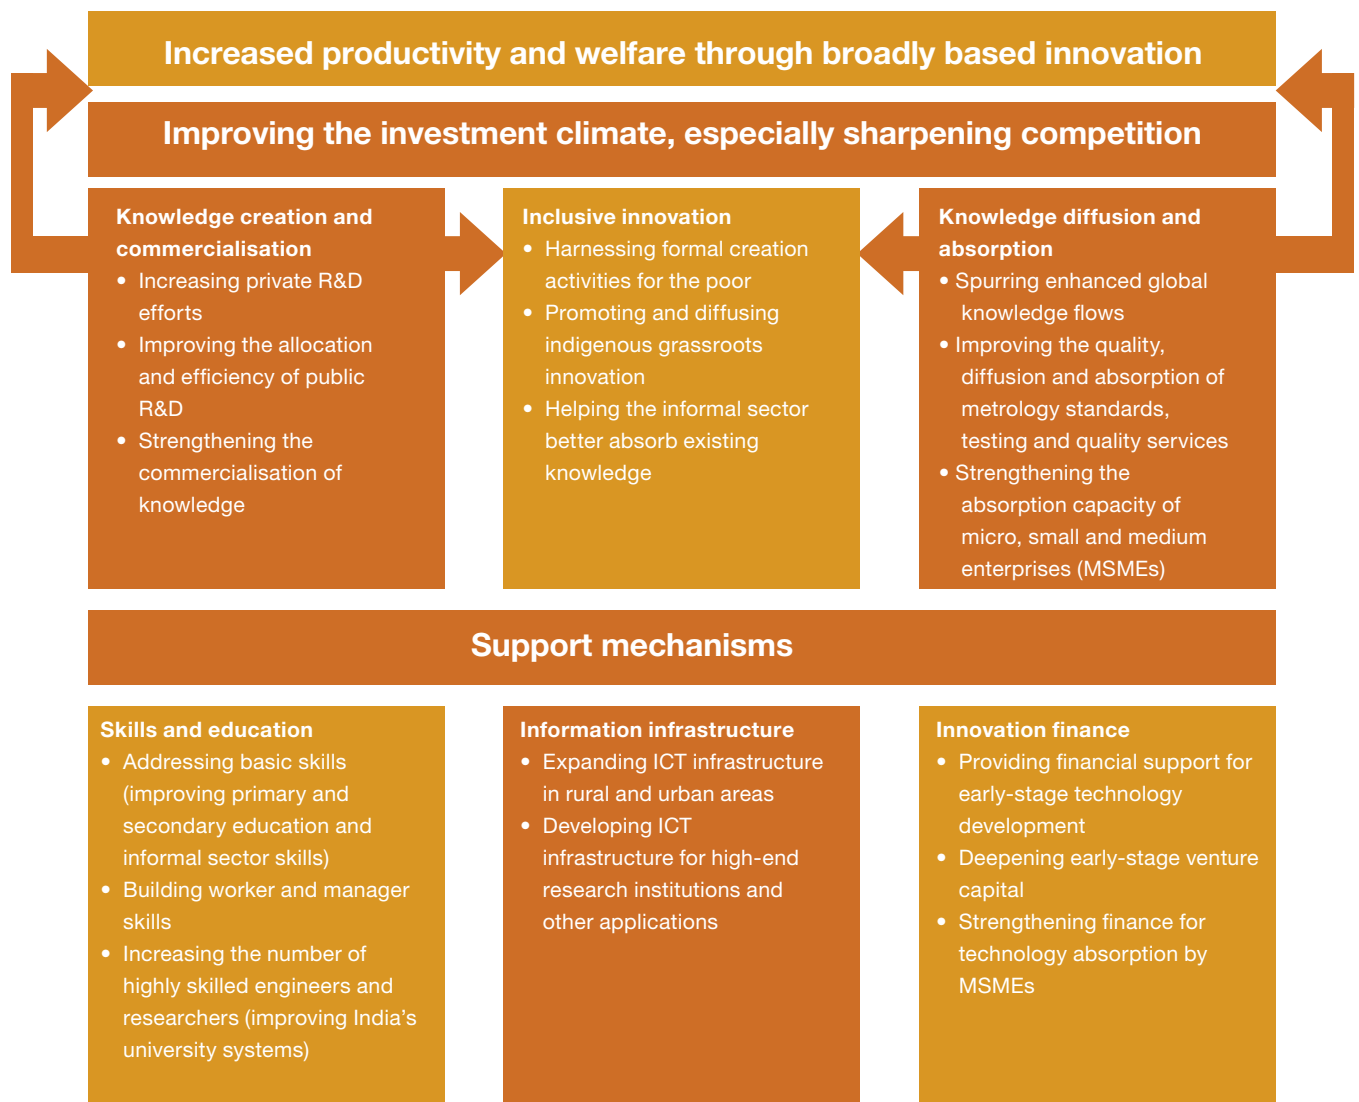 Increased productivity and welfare through broadly based innovation
Improving the investment climate, especially sharpening competition
Knowledge creation and
commercialisation
• Increasing private R&D
efforts
• Improving the allocation
and efficiency of public
R&D
• Strengthening the
commercialisation of
knowledge
Inclusive innovation
• Harnessing formal creation
activities for the poor
• Promoting and diffusing
indigenous grassroots
innovation
• Helping the informal sector
better absorb existing
knowledge
Knowledge diffusion and
absorption
• Spurring enhanced global
knowledge flows
• Improving the quality,
diffusion and absorption of
metrology standards,
testing and quality services
• Strengthening the
absorption capacity of
micro, small and medium
enterprises (MSMEs)
Support mechanisms
Skills and education
• Addressing basic skills
(improving primary and
secondary education and
informal sector skills)
• Building worker and manager
skills
• Increasing the number of
highly skilled engineers and
researchers (improving India’s
university systems)
Information infrastructure
• Expanding ICT infrastructure
in rural and urban areas
• Developing ICT
infrastructure for high-end
research institutions and
other applications
Innovation finance
• Providing financial support for
early-stage technology
development
• Deepening early-stage venture
capital
• Strengthening finance for
technology absorption by
MSMEs